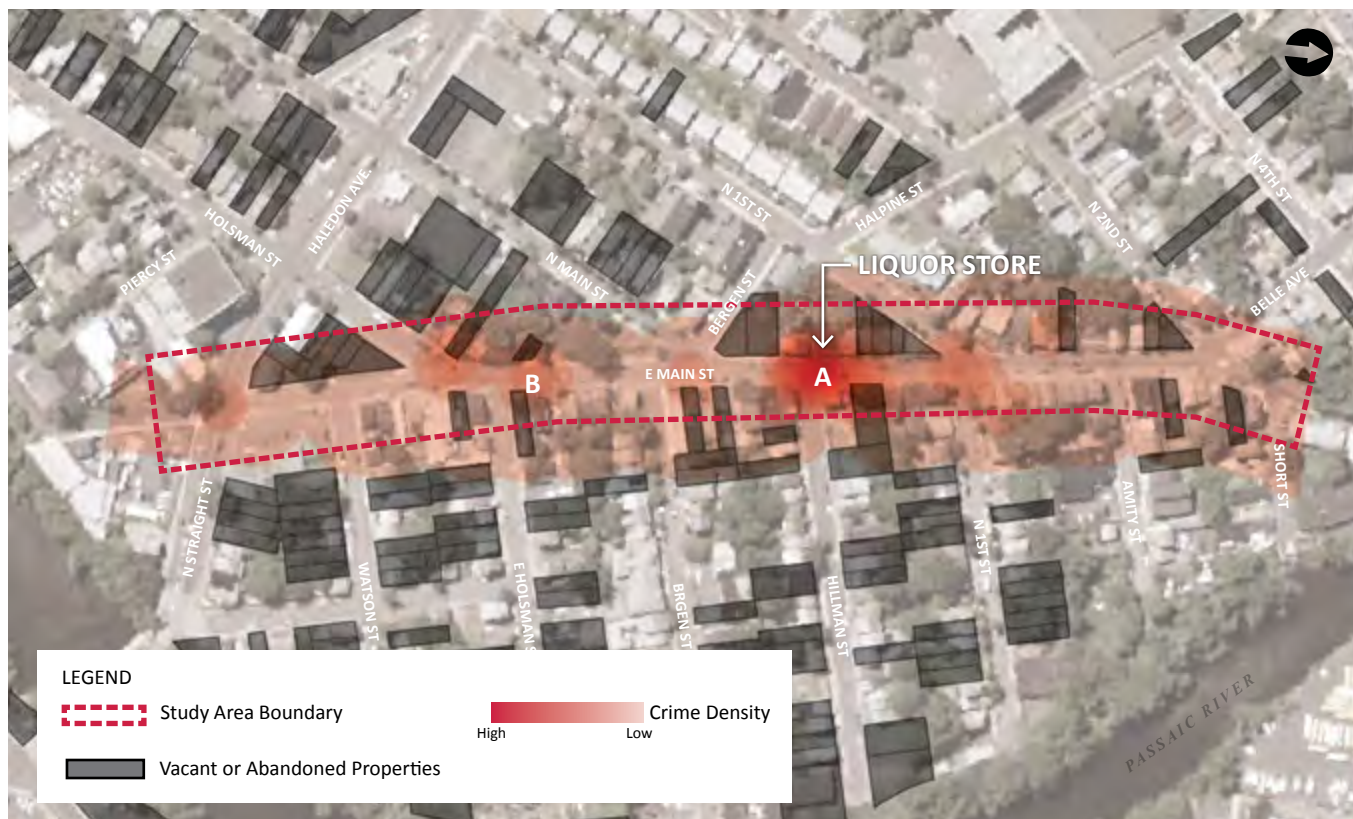 N 4TH ST
N 1ST ST
HALPINE ST
N 2ND ST
HOLSMAN ST
HALEDON AVE.
PIERCY ST
N MAIN ST
BERGEN ST
LIQUOR STORE
BELLE AVE
E MAIN ST
A
B
N STRAIGHT ST
WATSON ST
E HOLSMAN S
BRGEN ST
HILLMAN ST
N 1ST ST
AMITY ST
SHORT ST
PASSAIC RIVER
LEGEND
Study Area Boundary
Crime Density
High
Low
Vacant or Abandoned Properties